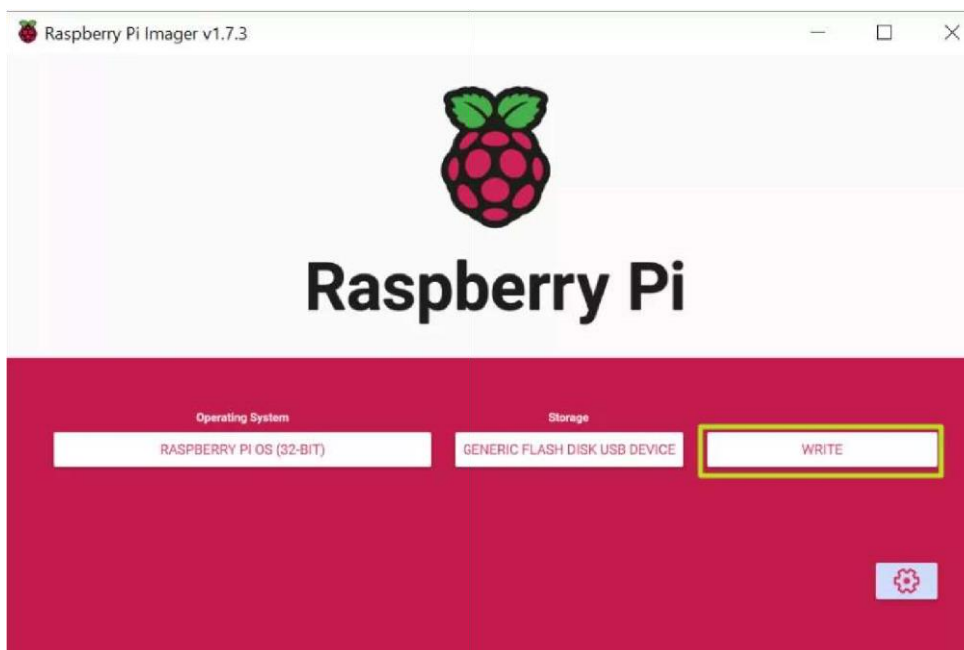 Raspberry Pi Imager v1.7.3
Raspberry Pi
Operating System
Storage
RASPBERRY PI OS (32-BIT)
GENERIC FLASH DISK USB DEVICE
WRITE